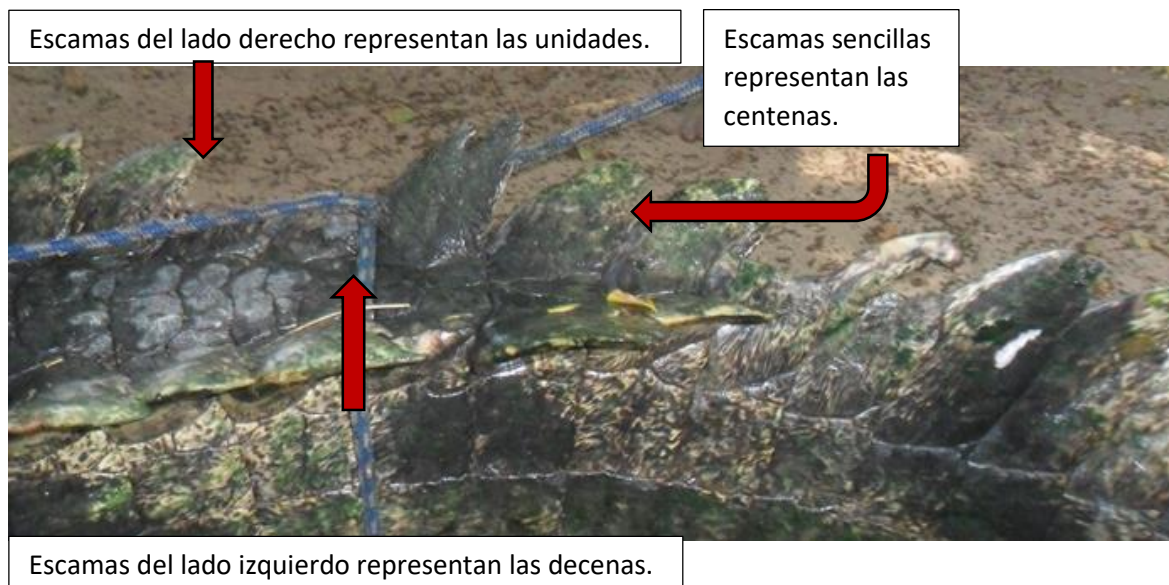 Escamas del lado derecho representan las unidades.
Escamas sencillas
representan las
centenas.
Escamas del lado izquierdo representan las decenas.